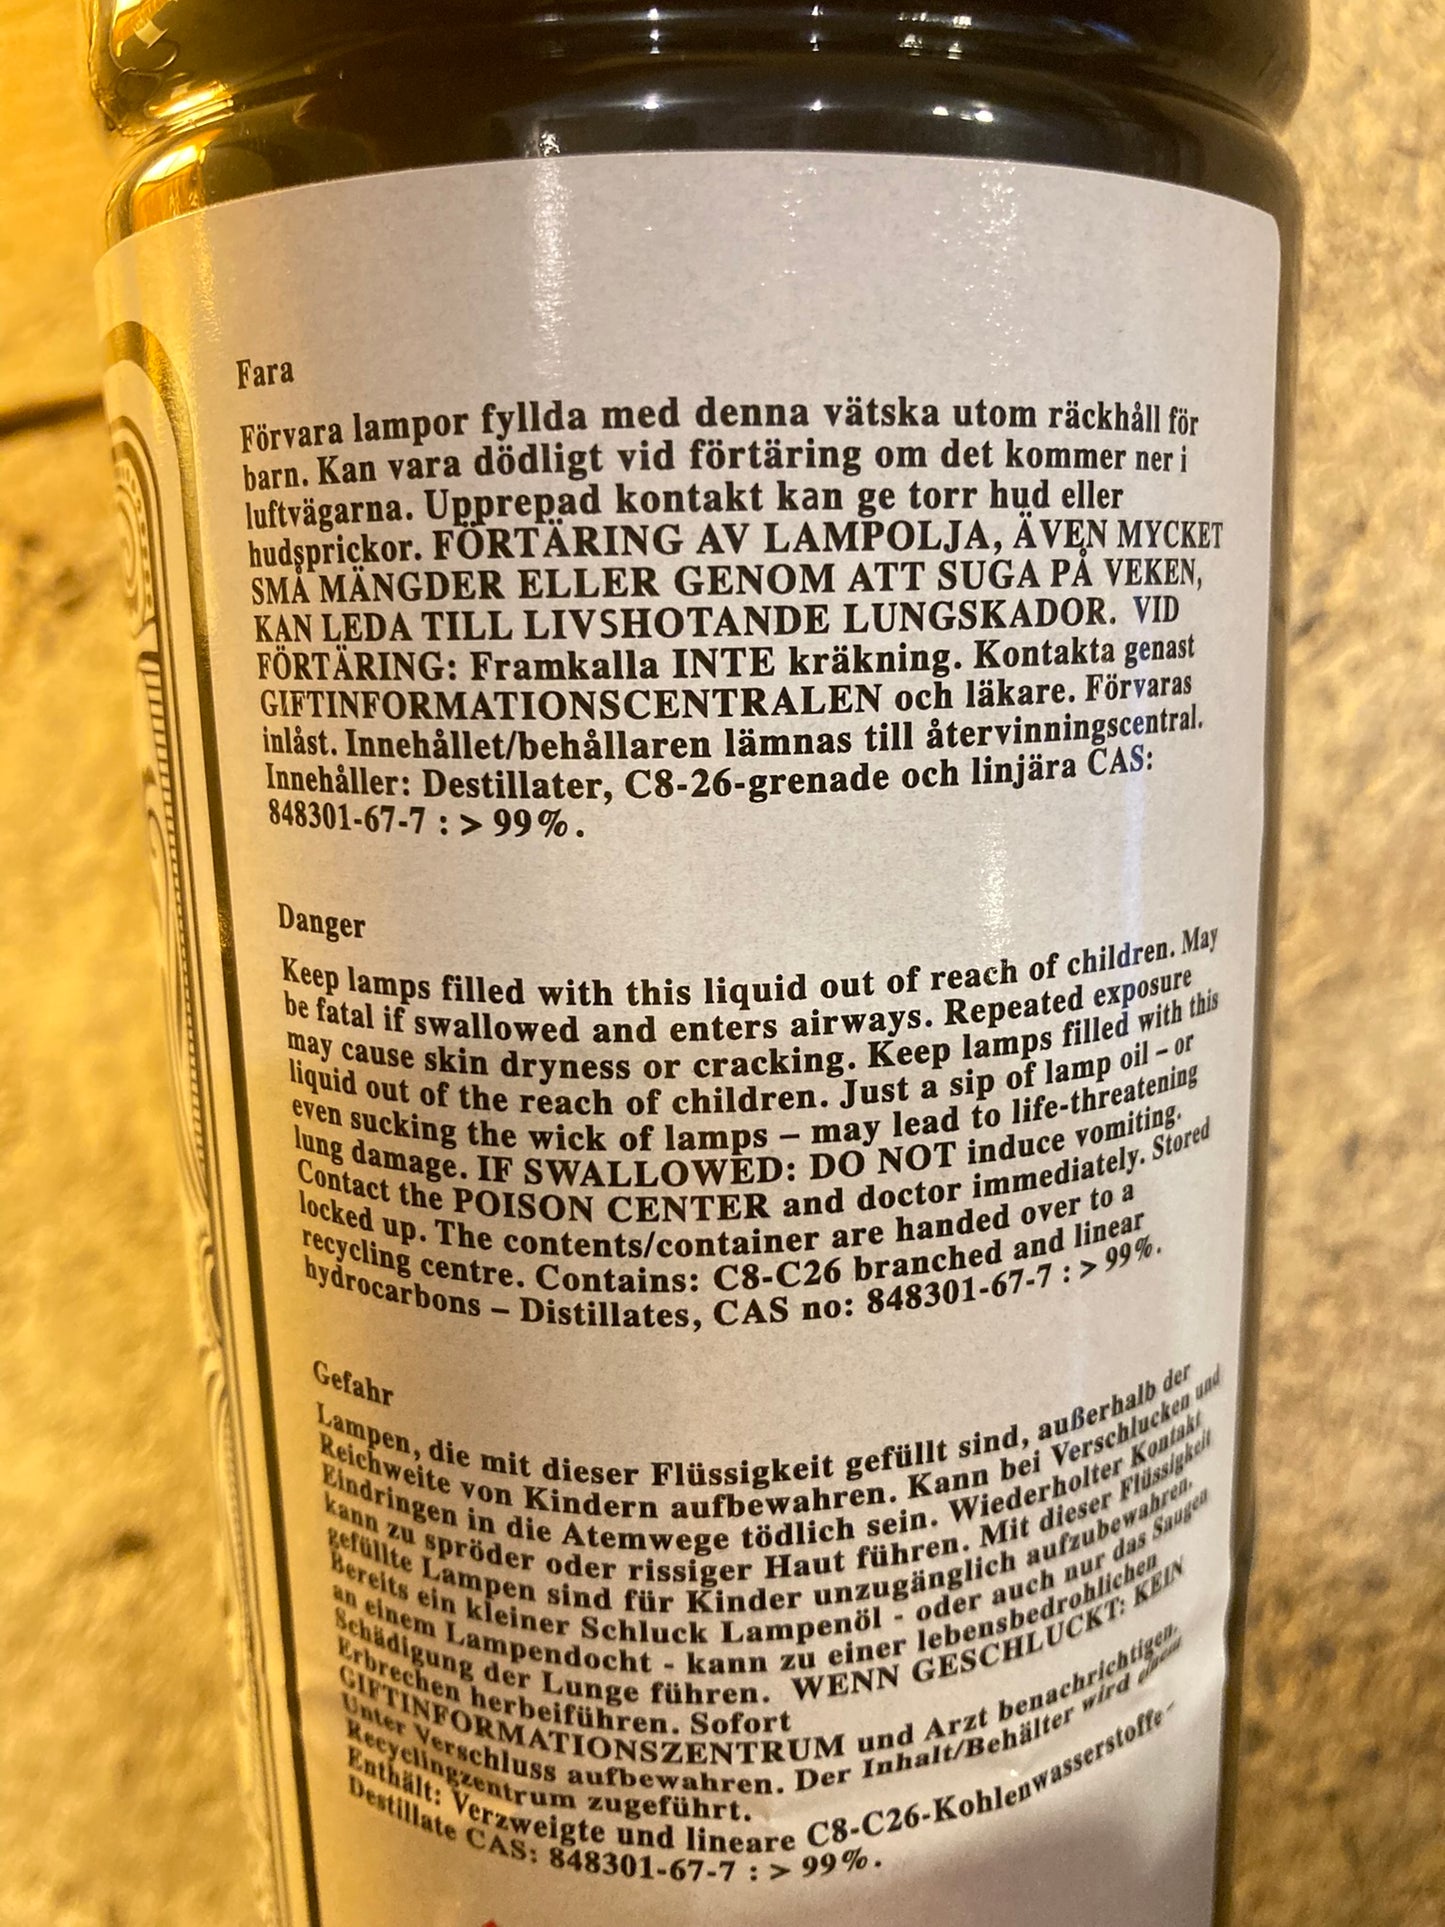 Fara
Förvara lampor fyllda med denna vätska utom räckhåll för
barn. Kan vara dödligt vid förtäring om det kommer ner i
luftvägarna. Upprepad kontakt kan ge torr hud eller
hudsprickor. FÖRTÄRING AV LAMPOLJA, ÄVEN MYCKET
SMÅ MÄNGDER ELLER GENOM ATT SUGA PÅ VEKEN,
KAN LEDA TILL LIVSHOTANDE LUNGSKADOR. VID
FÖRTÄRING: Framkalla INTE kräkning. Kontakta genast
GIFTINFORMATIONSCENTRALEN och läkare. Förvaras
inlåst. Innehållet/behållaren lämnas till återvinningscentral.
Innehåller: Destillater, C8-26-grenade och linjära CAS:
848301-67-7 : > 99%.
Danger
Keep lamps filled with this liquid out of reach of children. May
be fatal if swallowed and enters airways. Repeated exposure
may cause skin dryness or cracking. Keep lamps filled with this
liquid out of the reach of children. Just a sip of lamp oil – or
even sucking the wick of lamps – may lead to life-threatening
lung damage. IF SWALLOWED: DO NOT induce vomiting.
Contact the POISON CENTER and doctor immediately. Stored
locked up. The contents/container are handed over to a
recycling centre. Contains: C8-C26 branched and linear
hydrocarbons – Distillates, CAS no: 848301-67-7 : > 99%.
Gefahr
Lampen, die mit dieser Flüssigkeit gefüllt sind, außerhalb der
Reichweite von Kindern aufbewahren. Kann bei Verschlucken und
Eindringen in die Atemwege tödlich sein. Wiederholter Kontakt
kann zu spröder oder rissiger Haut führen. Mit dieser Flüssigkeit
gefüllte Lampen sind für Kinder unzugänglich aufzubewahren.
Bereits ein kleiner Schluck Lampenöl - oder auch nur das Saugen
an einem Lampendocht - kann zu einer lebensbedrohlichen
Schädigung der Lunge führen. WENN GESCHLUCKT: KEIN
Erbrechen herbeiführen. Sofort
GIFTINFORMATIONSZENTRUM und Arzt benachrichtigen.
Unter Verschluss aufbewahren. Der Inhalt/Behälter wird einem
Recyclingzentrum zugeführt.
Enthält: Verzweigte und lineare C8-C26-Kohlenwasserstoffe -
Destillate CAS: 848301-67-7 : > 99%.